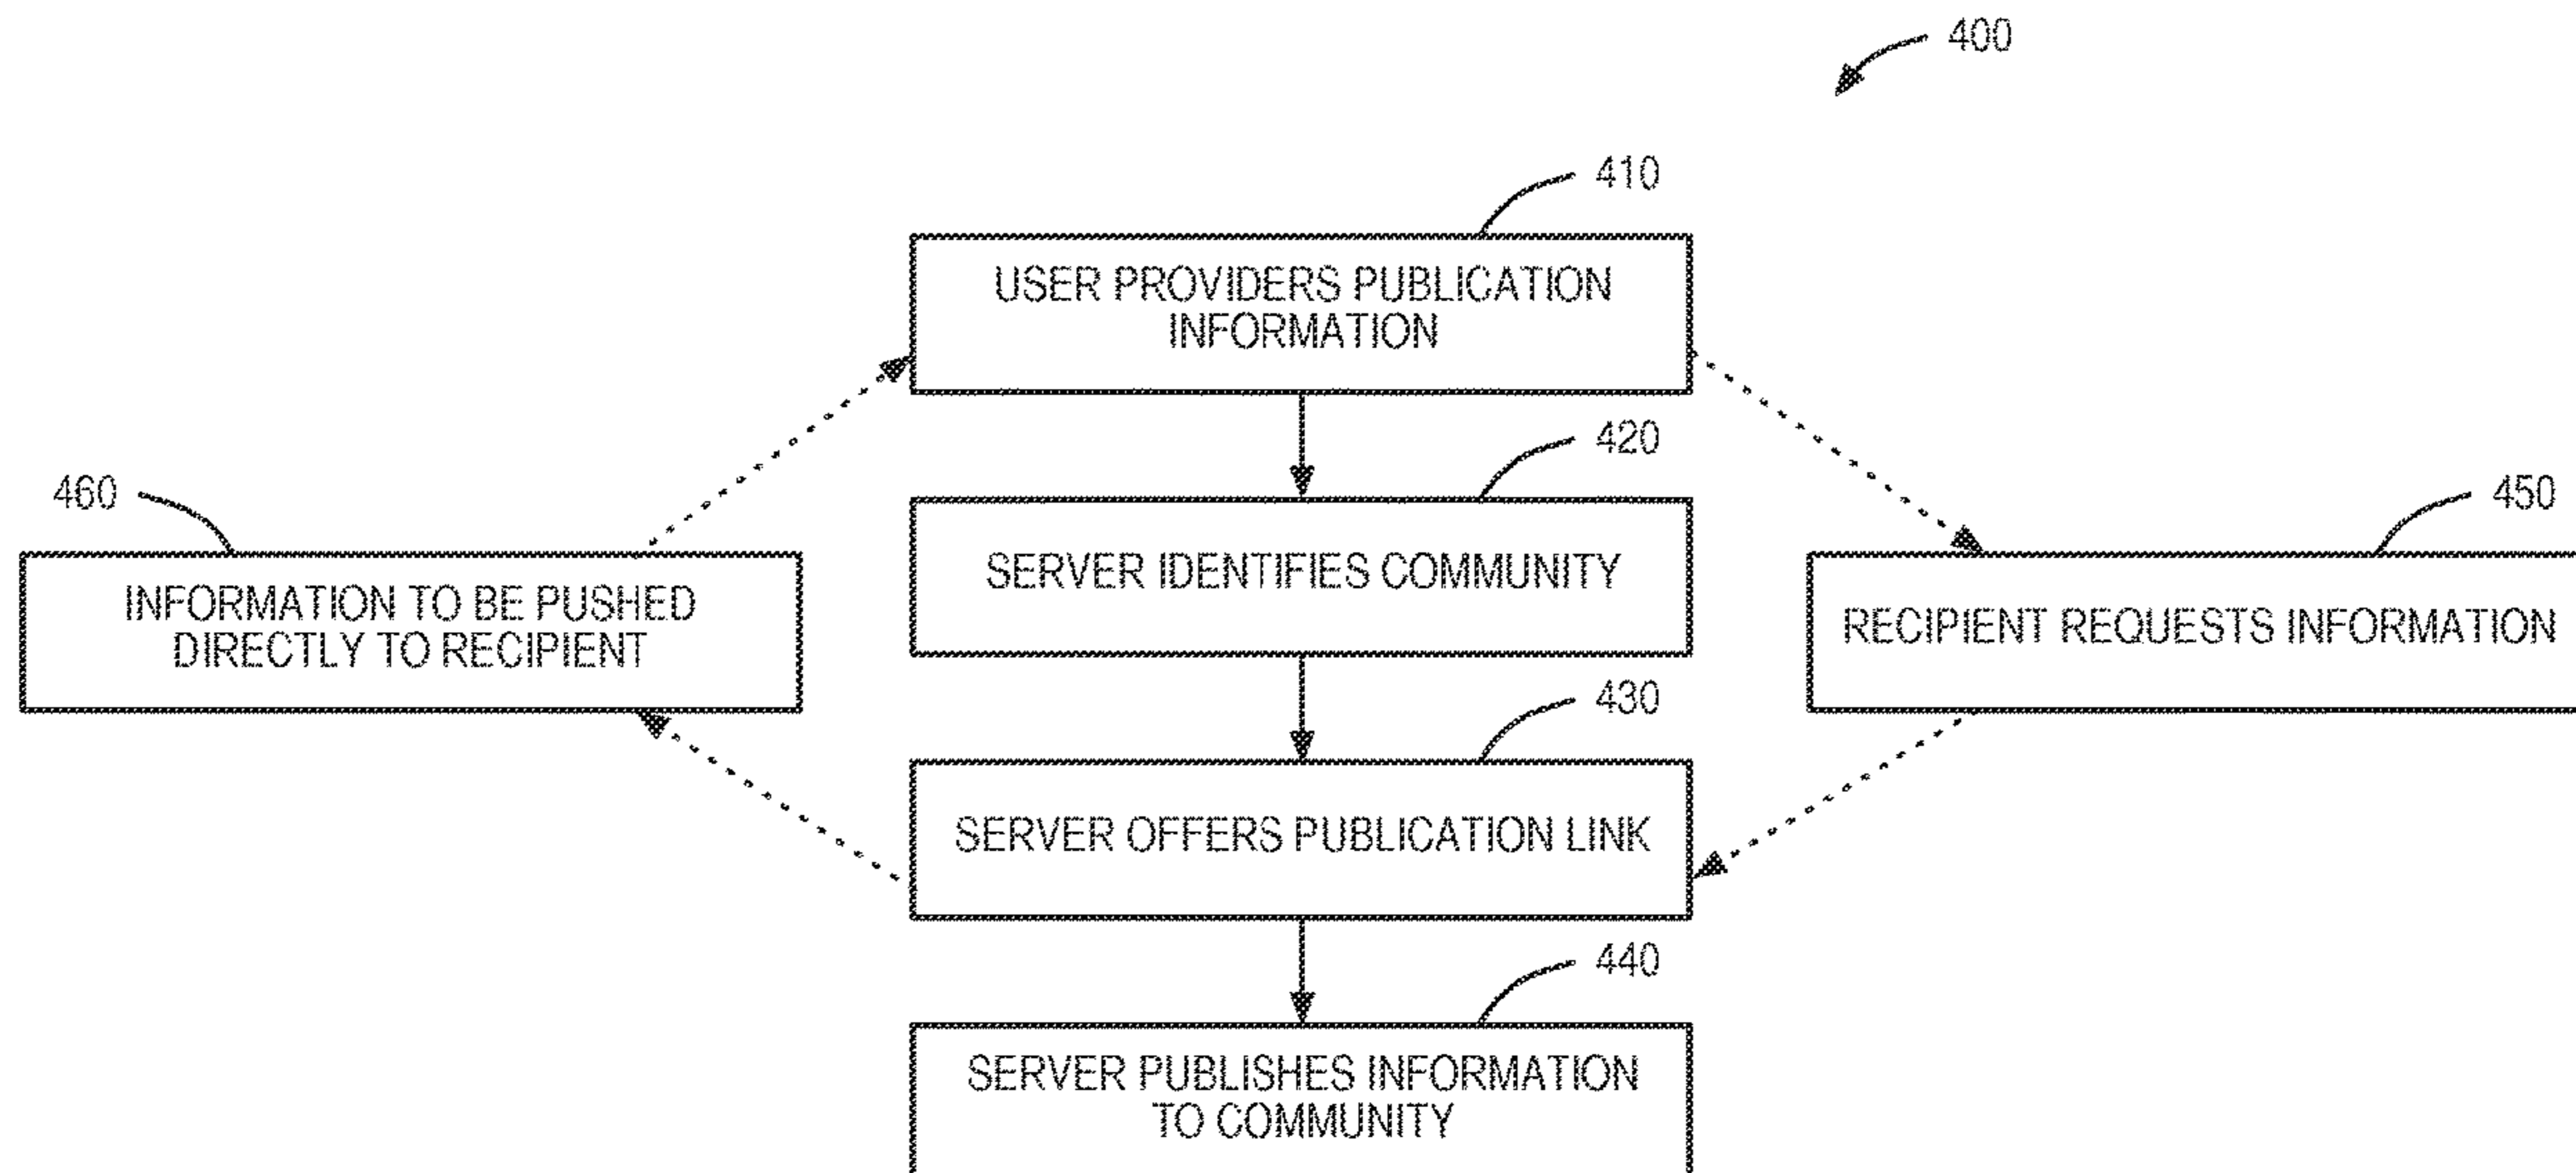 400
410
USER PROVIDERS PUBLICATION
INFORMATION
420
460
450
SERVER IDENTIFIES COMMUNITY
INFORMATION TO BE PUSHED
DIRECTLY TO RECIPIENT
RECIPIENT REQUESTS INFORMATION
430
SERVER OFFERS PUBLICATION LINK
440
SERVER PUBLISHES INFORMATION
TO COMMUNITY